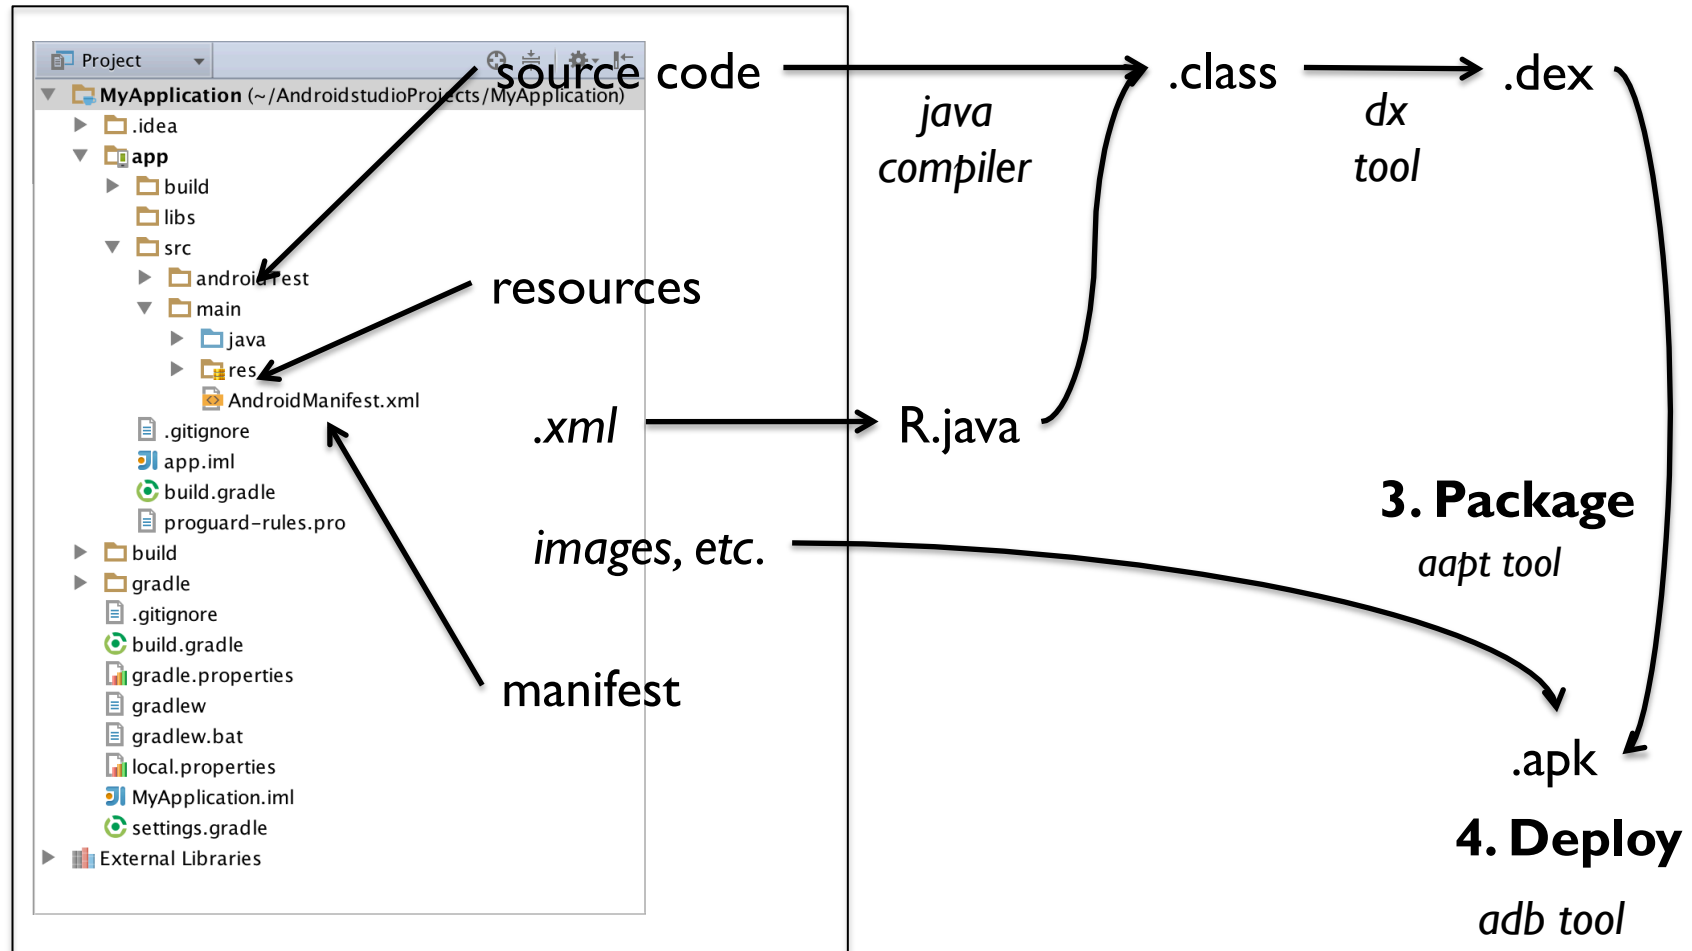 Project
MyApplication (~/AndroidstudioProjects/MyApplication)
.idea
app
build
libs
src
androidTest
main
java
res
AndroidManifest.xml
.gitignore
app.iml
build.gradle
proguard-rules.pro
build
gradle
.gitignore
build.gradle
gradle.properties
gradlew
gradlew.bat
local.properties
MyApplication.iml
settings.gradle
External Libraries
source code
resources
.xml
images, etc.
manifest
java
compiler
.class
dx
tool
.dex
R.java
3. Package
aapt tool
.apk
4. Deploy
adb tool